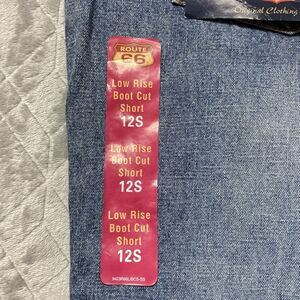 Original Clothing
ROUTE
66
Low Rise
Boot Cut
Short
12S
Low Rise
Boot Cut
Short
12S
Low Rise
Boot Cut
Short
12S